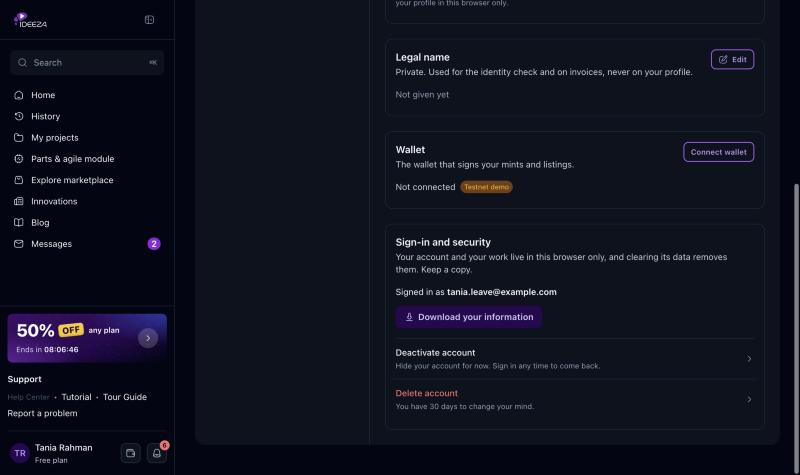 IDEEZA
Search
⌘K
Home
History
My projects
Parts & agile module
Explore marketplace
Innovations
Blog
Messages
2
50% OFF any plan
Ends in 08:06:46
Support
Help Center • Tutorial • Tour Guide
Report a problem
TR
Tania Rahman
Free plan
6
your profile in this browser only.
Legal name
Edit
Private. Used for the identity check and on invoices, never on your profile.
Not given yet
Wallet
Connect wallet
The wallet that signs your mints and listings.
Not connected Testnet demo
Sign-in and security
Your account and your work live in this browser only, and clearing its data removes
them. Keep a copy.
Signed in as tania.leave@example.com
Download your information
Deactivate account
Hide your account for now. Sign in any time to come back.
Delete account
You have 30 days to change your mind.